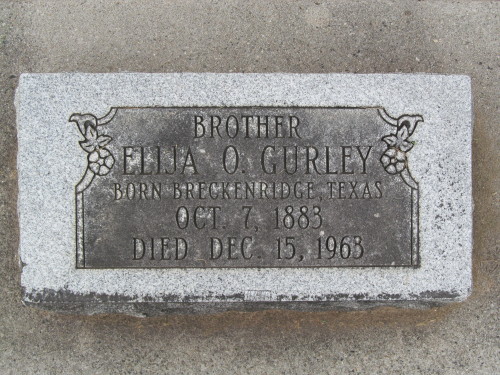 BROTHER
ELIJA O. GURLEY
BORN BRECKENRIDGE, TEXAS
OCT. 7, 1883
DIED DEC. 15, 1963